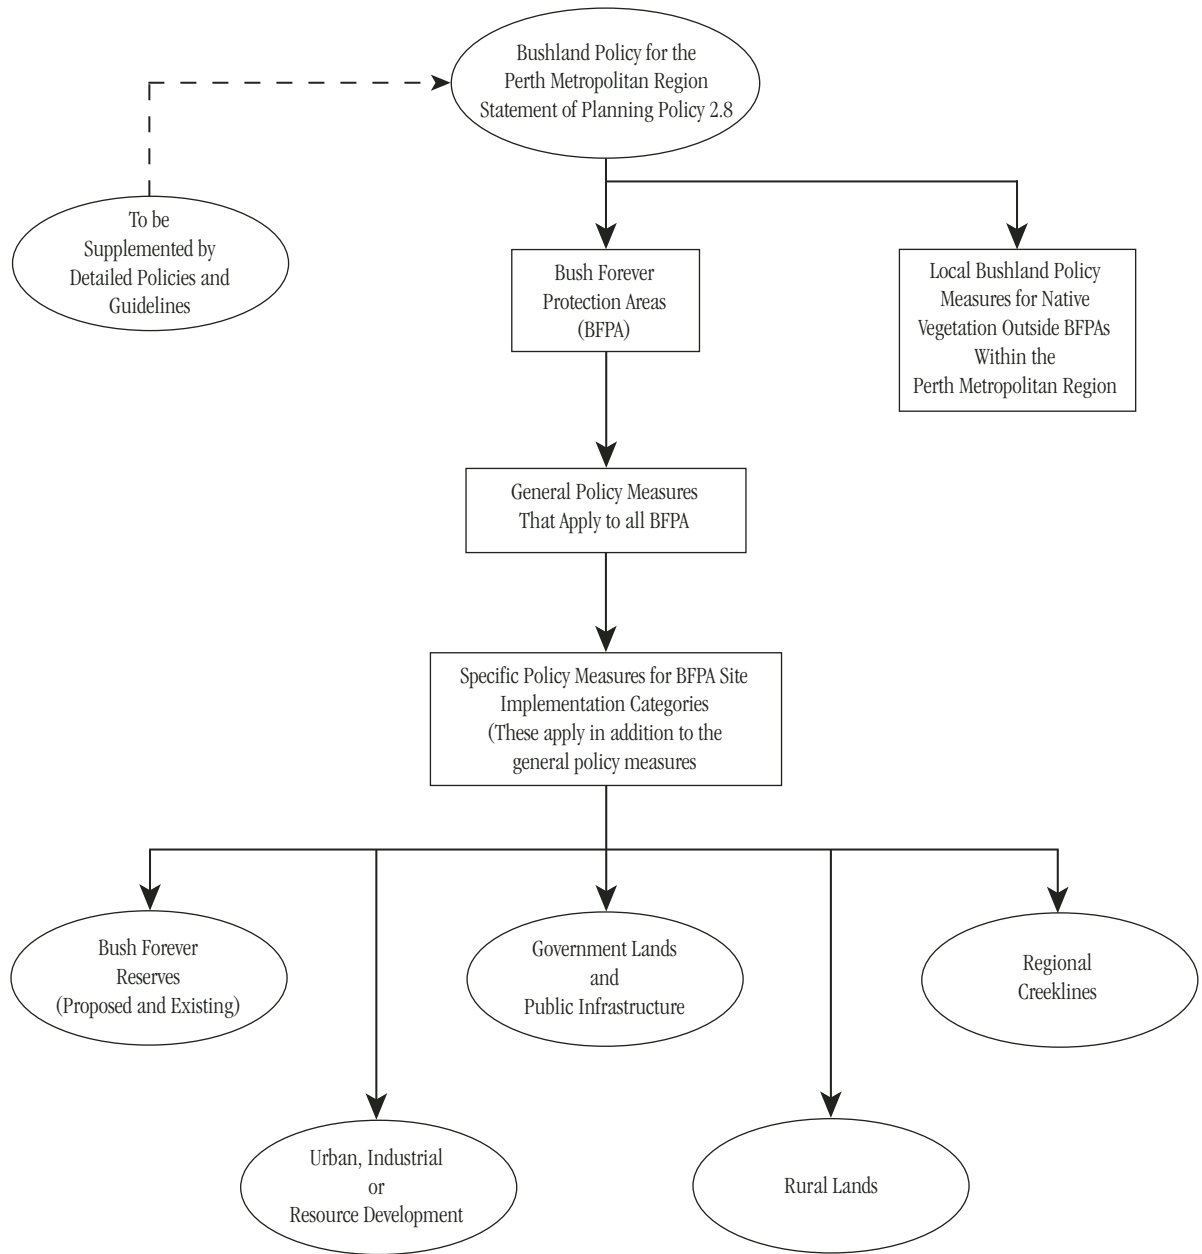 Bushland Policy for the
Perth Metropolitan Region
Statement of Planning Policy 2.8
To be
Supplemented by
Detailed Policies and
Guidelines
Bush Forever
Protection Areas
(BFPA)
Local Bushland Policy
Measures for Native
Vegetation Outside BFPAs
Within the
Perth Metropolitan Region
General Policy Measures
That Apply to all BFPA
Specific Policy Measures for BFPA Site
Implementation Categories
(These apply in addition to the
general policy measures
Bush Forever
Reserves
(Proposed and Existing)
Government Lands
and
Public Infrastructure
Regional
Creeklines
Urban, Industrial
or
Resource Development
Rural Lands